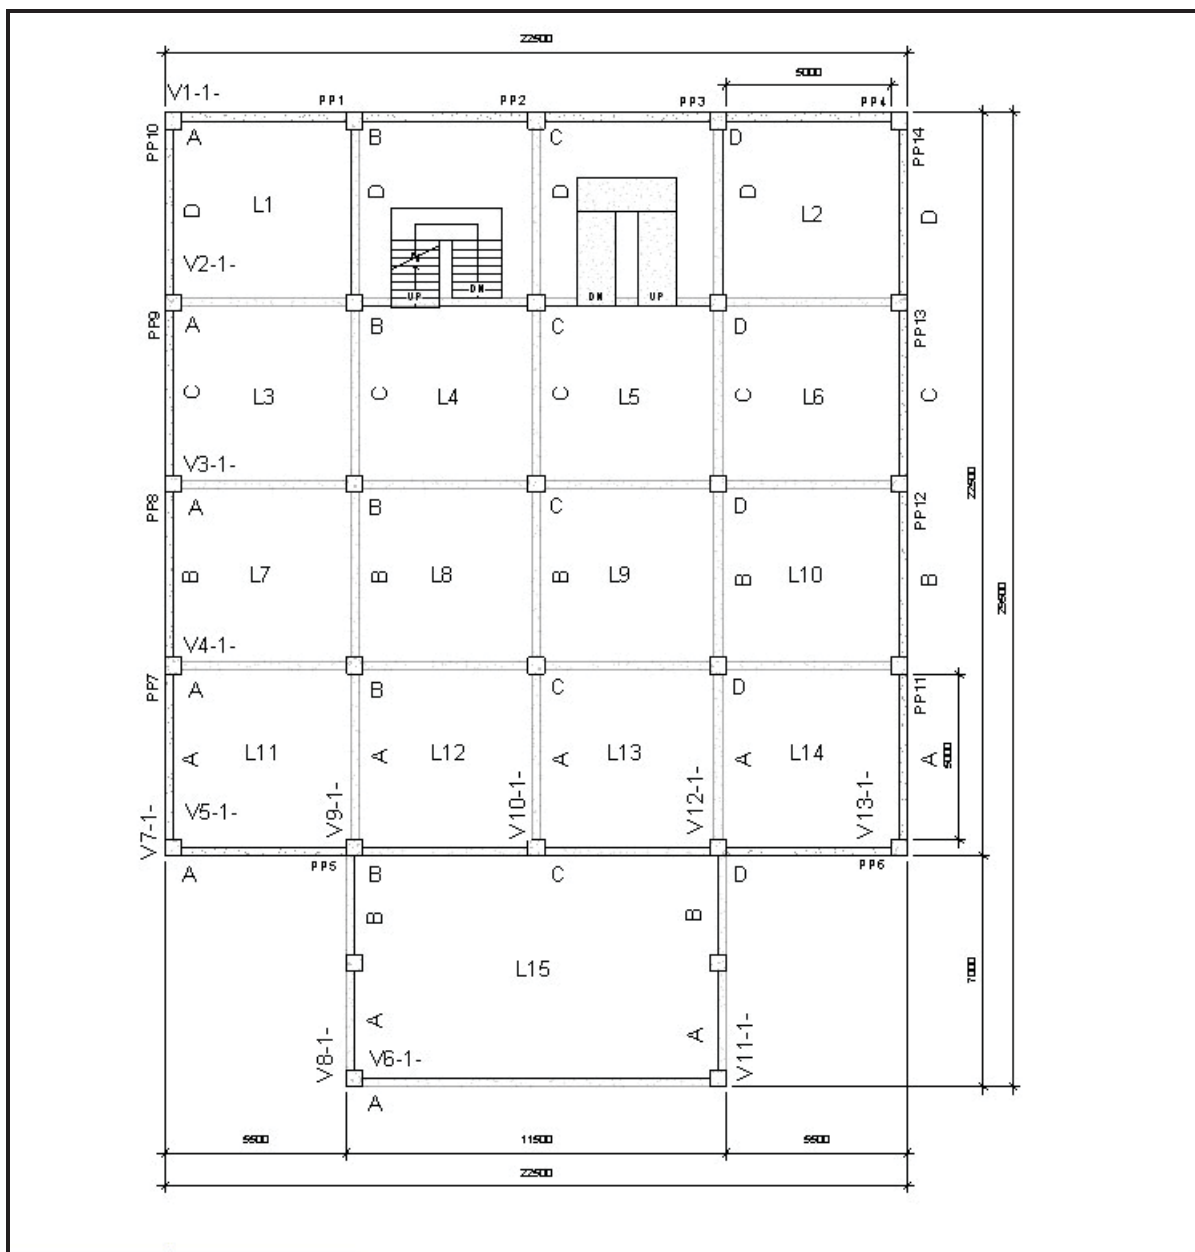 22500
5000
V1-1-
PP1 PP2 PP3 PP4
PP10 A B C D PP14
D L1 D D D L2 D
V2-1-
UP DN DN UP
PP9 A B C D PP13
C L3 C L4 C L5 C L6 C
V3-1-
22500
PP8 A B C D PP12
B L7 B L8 B L9 B L10 B
29500
V4-1-
PP7 A B C D PP11
A L11 A L12 A L13 A L14 A
5000
V5-1-
V7-1- V9-1- V10-1- V12-1- V13-1-
PP5 PP6
A B C D
B B
L15
7000
A A
V8-1- V6-1- V11-1-
A
5500 11500 5500
22500